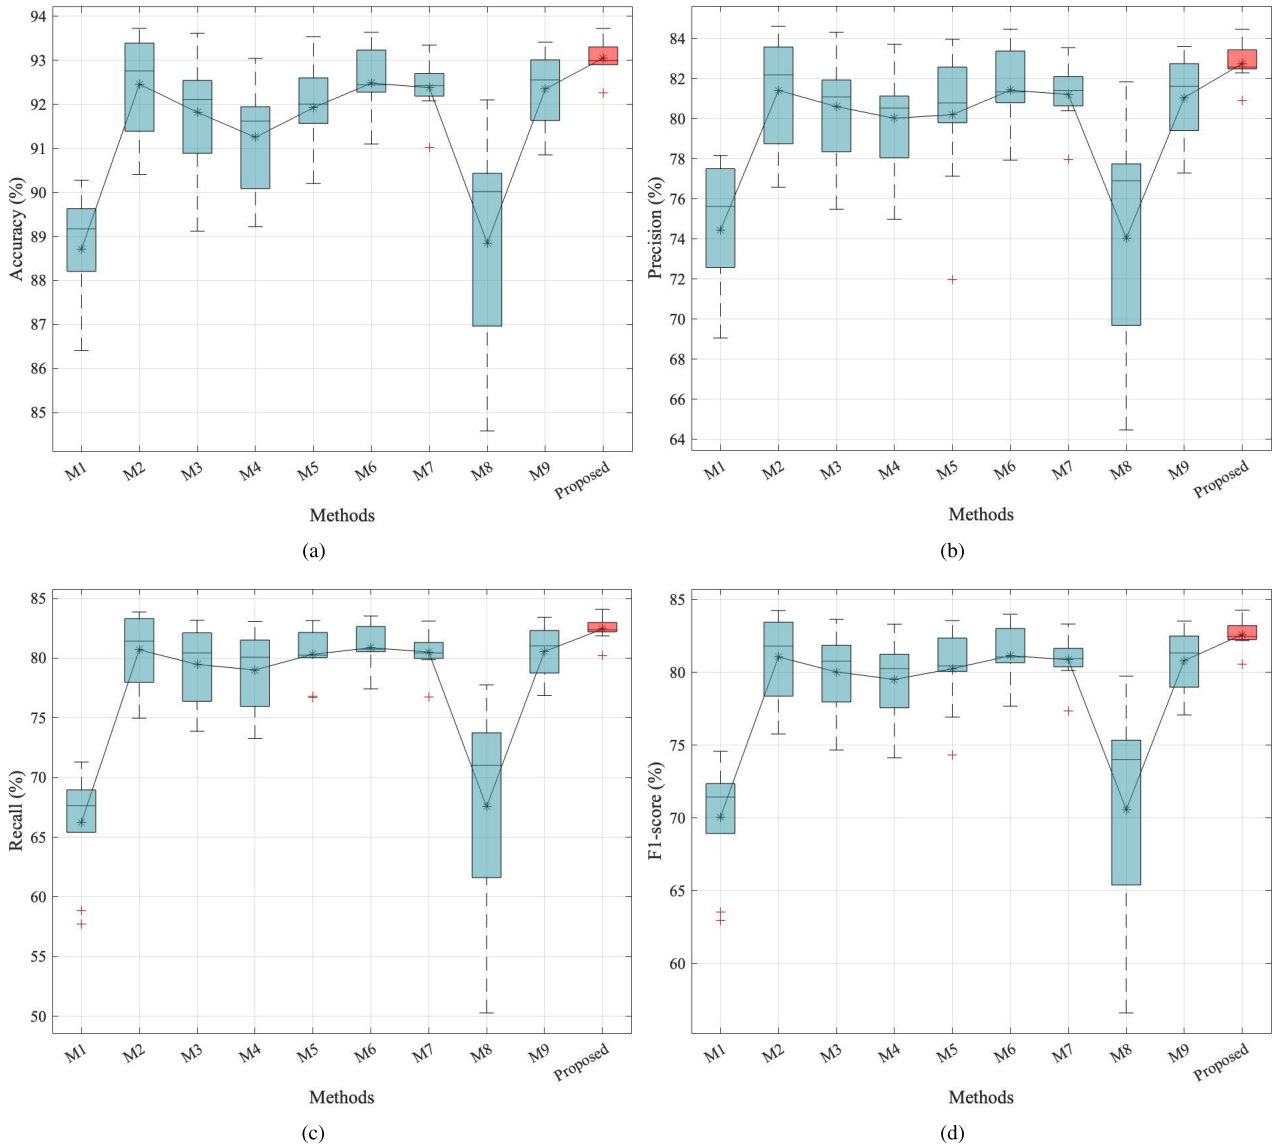 94
93
92
91
90
89
88
87
86
85
Accuracy (%)
M1 M2 M3 M4 M5 M6 M7 M8 M9 Proposed
Methods
(a)
84
82
80
78
76
74
72
70
68
66
64
Precision (%)
M1 M2 M3 M4 M5 M6 M7 M8 M9 Proposed
Methods
(b)
85
80
75
70
65
60
55
50
Recall (%)
M1 M2 M3 M4 M5 M6 M7 M8 M9 Proposed
Methods
(c)
85
80
75
70
65
60
F1-score (%)
M1 M2 M3 M4 M5 M6 M7 M8 M9 Proposed
Methods
(d)